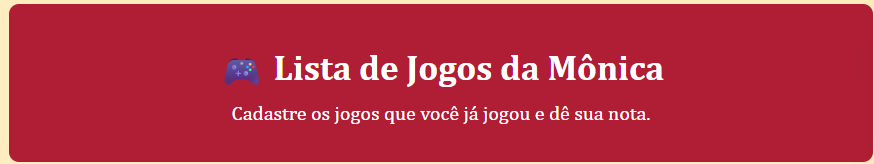 Lista de Jogos da Mônica
Cadastre os jogos que você já jogou e dê sua nota.